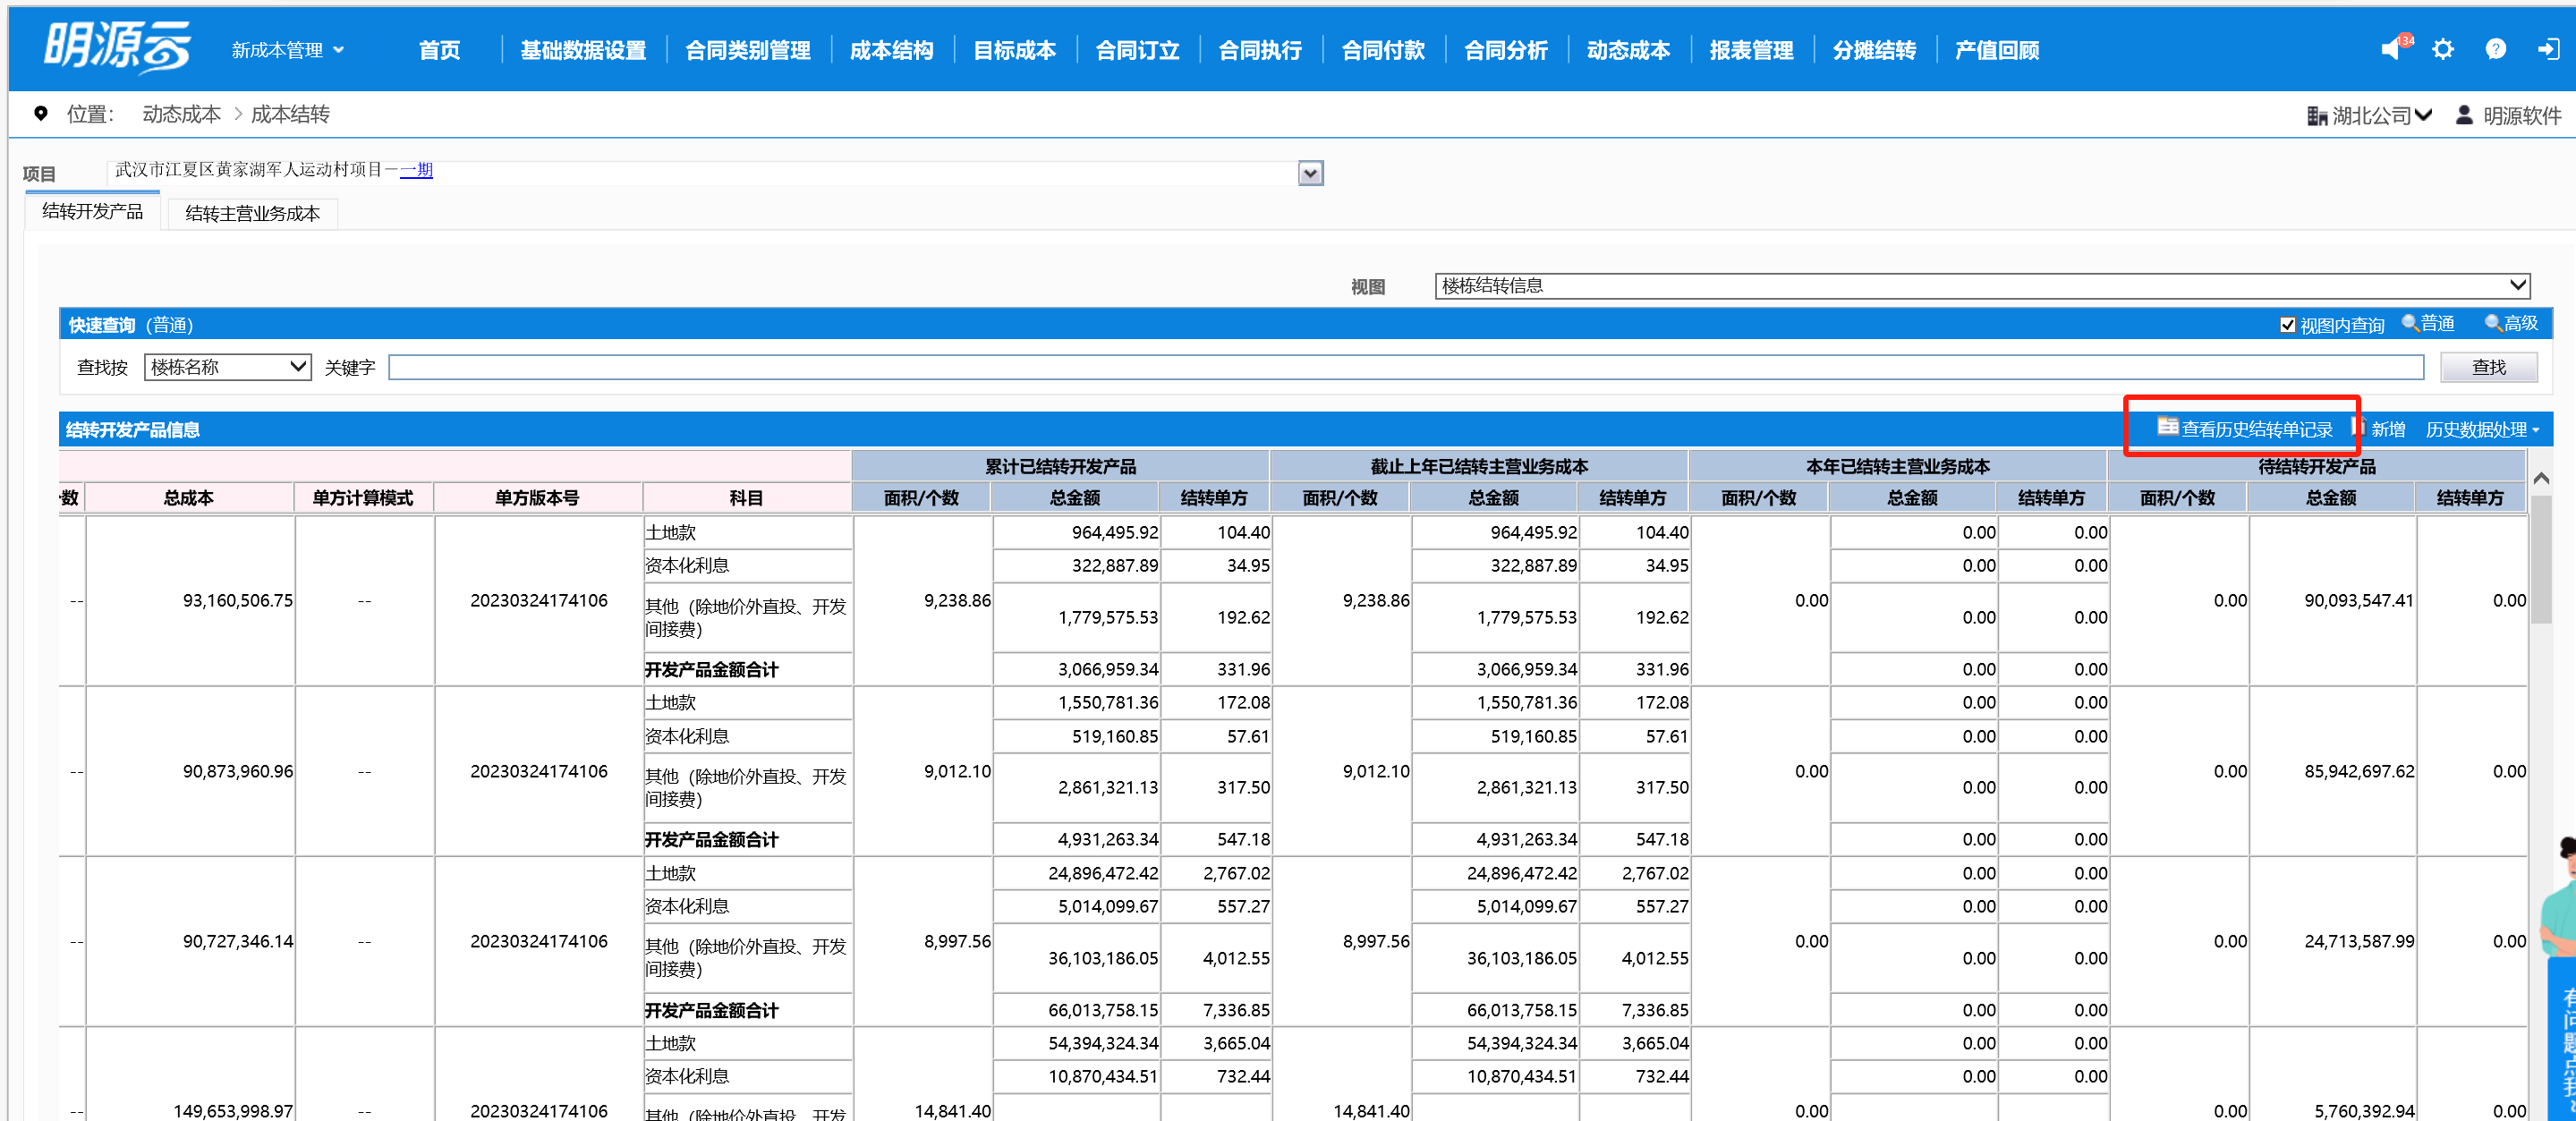 明源云 新成本管理 首页 基础数据设置 合同类别管理 成本结构 目标成本 合同订立 合同执行 合同付款 合同分析 动态成本 报表管理 分摊结转 产值回顾 134
位置： 动态成本 > 成本结转 湖北公司 明源软件
项目 武汉市江夏区黄家湖军人运动村项目－一期
结转开发产品 结转主营业务成本
视图 楼栋结转信息
快速查询（普通） 视图内查询 普通 高级
查找按 楼栋名称 关键字 查找
结转开发产品信息 查看历史结转单记录 新增 历史数据处理
累计已结转开发产品 截止上年已结转主营业务成本 本年已结转主营业务成本 待结转开发产品
数 总成本 单方计算模式 单方版本号 科目 面积/个数 总金额 结转单方 面积/个数 总金额 结转单方 面积/个数 总金额 结转单方 面积/个数 总金额 结转单方
土地款 964,495.92 104.40 964,495.92 104.40 0.00 0.00
资本化利息 322,887.89 34.95 322,887.89 34.95 0.00 0.00
-- 93,160,506.75 -- 20230324174106 9,238.86 9,238.86 0.00 0.00 90,093,547.41 0.00
其他（除地价外直投、开发
间接费） 1,779,575.53 192.62 1,779,575.53 192.62 0.00 0.00
开发产品金额合计 3,066,959.34 331.96 3,066,959.34 331.96 0.00 0.00
土地款 1,550,781.36 172.08 1,550,781.36 172.08 0.00 0.00
资本化利息 519,160.85 57.61 519,160.85 57.61 0.00 0.00
-- 90,873,960.96 -- 20230324174106 9,012.10 9,012.10 0.00 0.00 85,942,697.62 0.00
其他（除地价外直投、开发
间接费） 2,861,321.13 317.50 2,861,321.13 317.50 0.00 0.00
开发产品金额合计 4,931,263.34 547.18 4,931,263.34 547.18 0.00 0.00
土地款 24,896,472.42 2,767.02 24,896,472.42 2,767.02 0.00 0.00
资本化利息 5,014,099.67 557.27 5,014,099.67 557.27 0.00 0.00
-- 90,727,346.14 -- 20230324174106 8,997.56 8,997.56 0.00 0.00 24,713,587.99 0.00
其他（除地价外直投、开发
间接费） 36,103,186.05 4,012.55 36,103,186.05 4,012.55 0.00 0.00
开发产品金额合计 66,013,758.15 7,336.85 66,013,758.15 7,336.85 0.00 0.00
土地款 54,394,324.34 3,665.04 54,394,324.34 3,665.04 0.00 0.00
资本化利息 10,870,434.51 732.44 10,870,434.51 732.44 0.00 0.00
-- 149,653,998.97 -- 20230324174106 其他（除地价外直投、开发 14,841.40 14,841.40 0.00 0.00 5,760,392.94 0.00
有问题点我